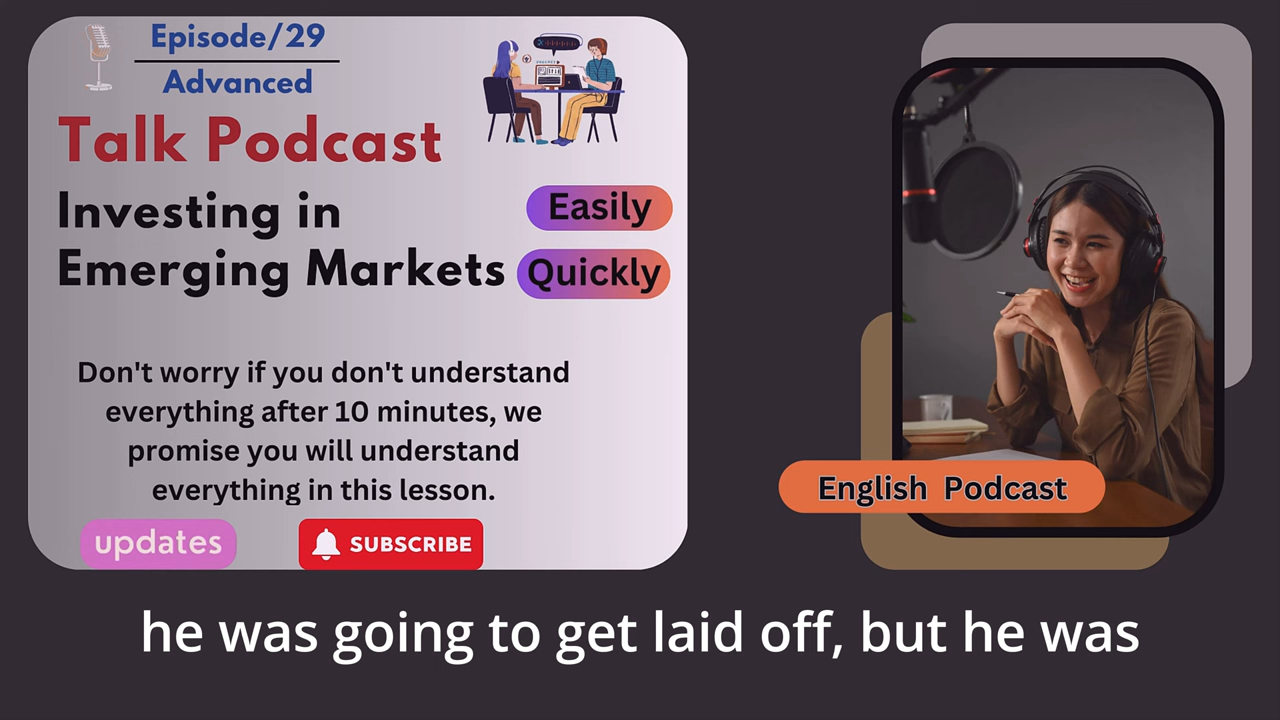 Episode/29
Advanced
Talk Podcast
Investing in
Emerging Markets
Easily
Quickly
Don't worry if you don't understand
everything after 10 minutes, we
promise you will understand
everything in this lesson.
updates
SUBSCRIBE
English Podcast
he was going to get laid off, but he was